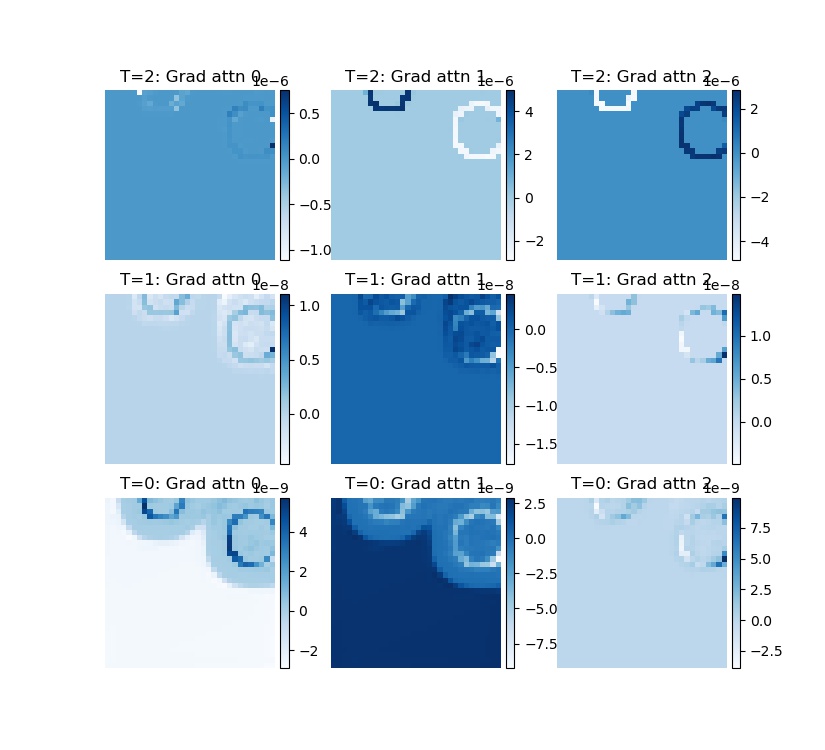 T=2: Grad attn 0
1e−6
0.5
0.0
−0.5
−1.0
T=2: Grad attn 1
1e−6
4
2
0
−2
T=2: Grad attn 2
1e−6
2
0
−2
−4
T=1: Grad attn 0
1e−8
1.0
0.5
0.0
T=1: Grad attn 1
1e−8
0.0
−0.5
−1.0
−1.5
T=1: Grad attn 2
1e−8
1.0
0.5
0.0
T=0: Grad attn 0
1e−9
4
2
0
−2
T=0: Grad attn 1
1e−9
2.5
0.0
−2.5
−5.0
−7.5
T=0: Grad attn 2
1e−9
7.5
5.0
2.5
0.0
−2.5